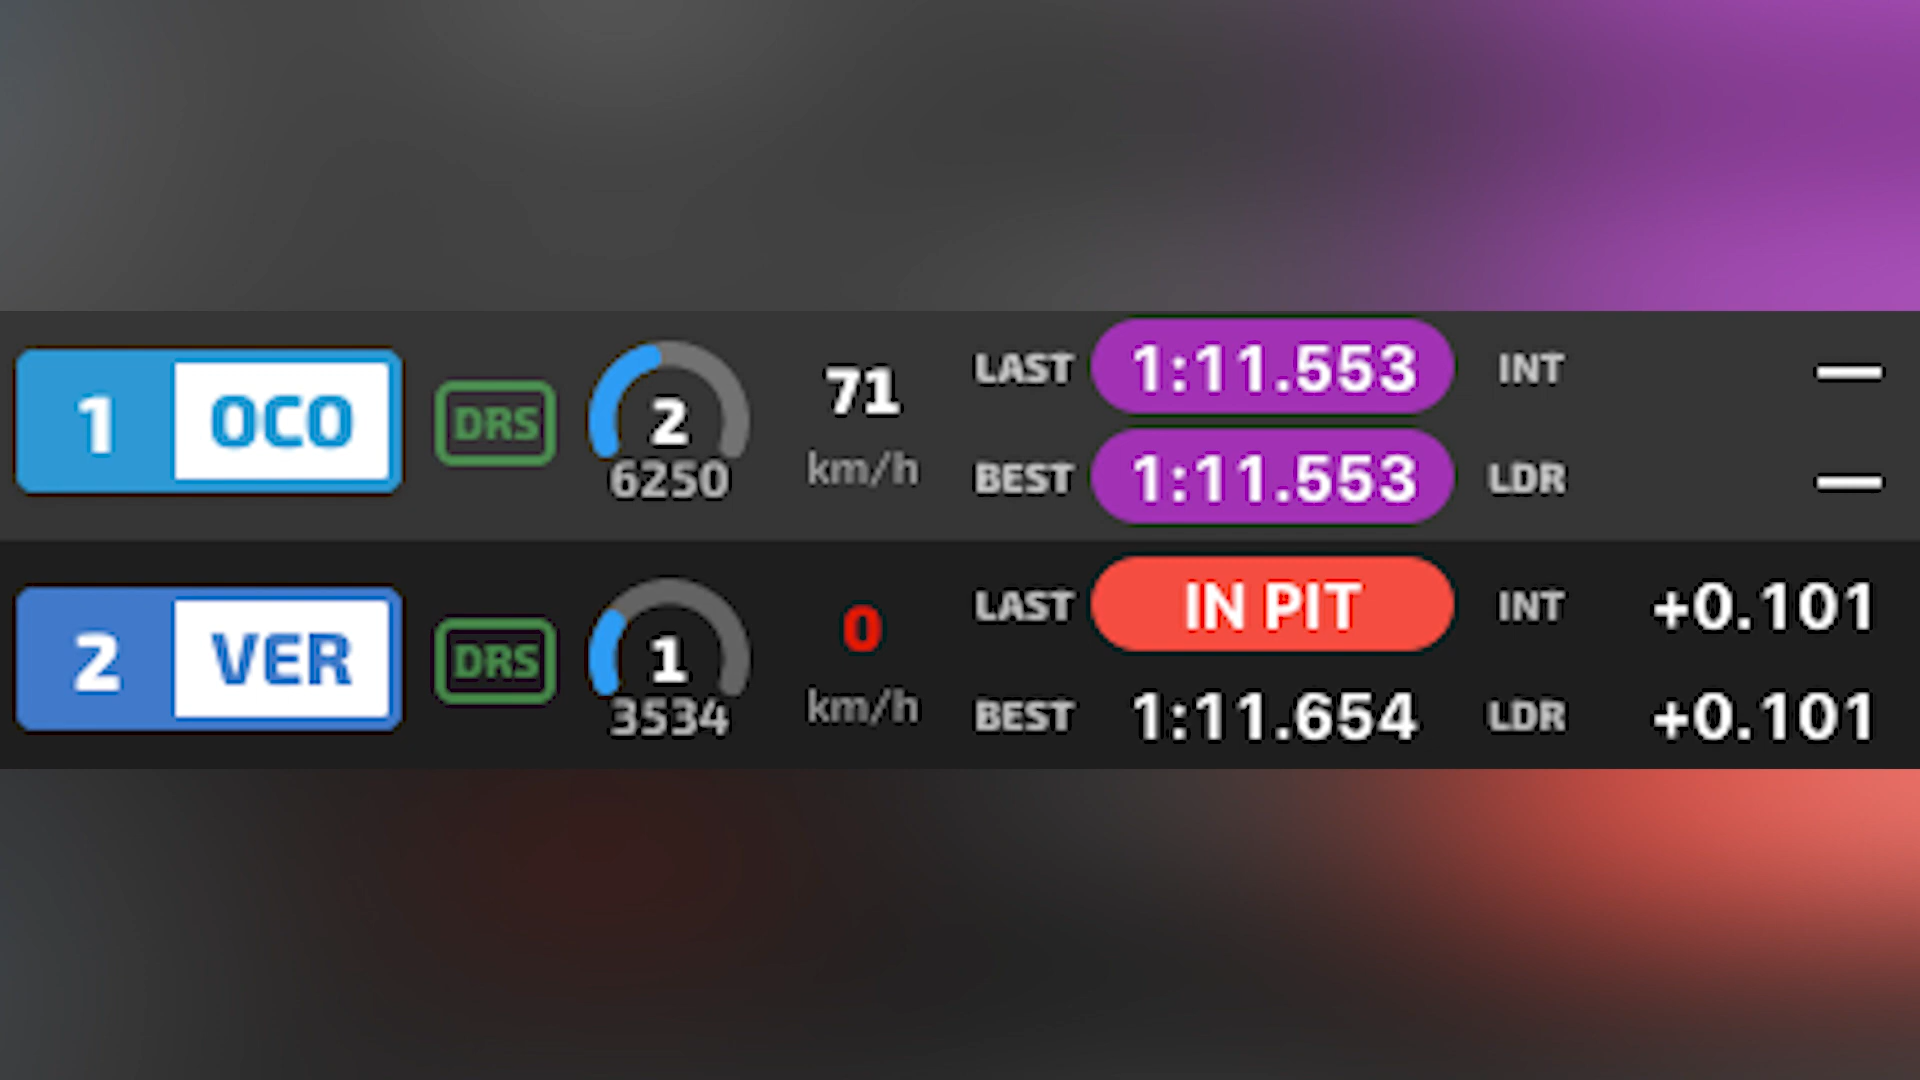 1 OCO DRS 2 6250 71 km/h LAST 1:11.553 INT —
BEST 1:11.553 LDR —
2 VER DRS 1 3534 0 km/h LAST IN PIT INT +0.101
BEST 1:11.654 LDR +0.101